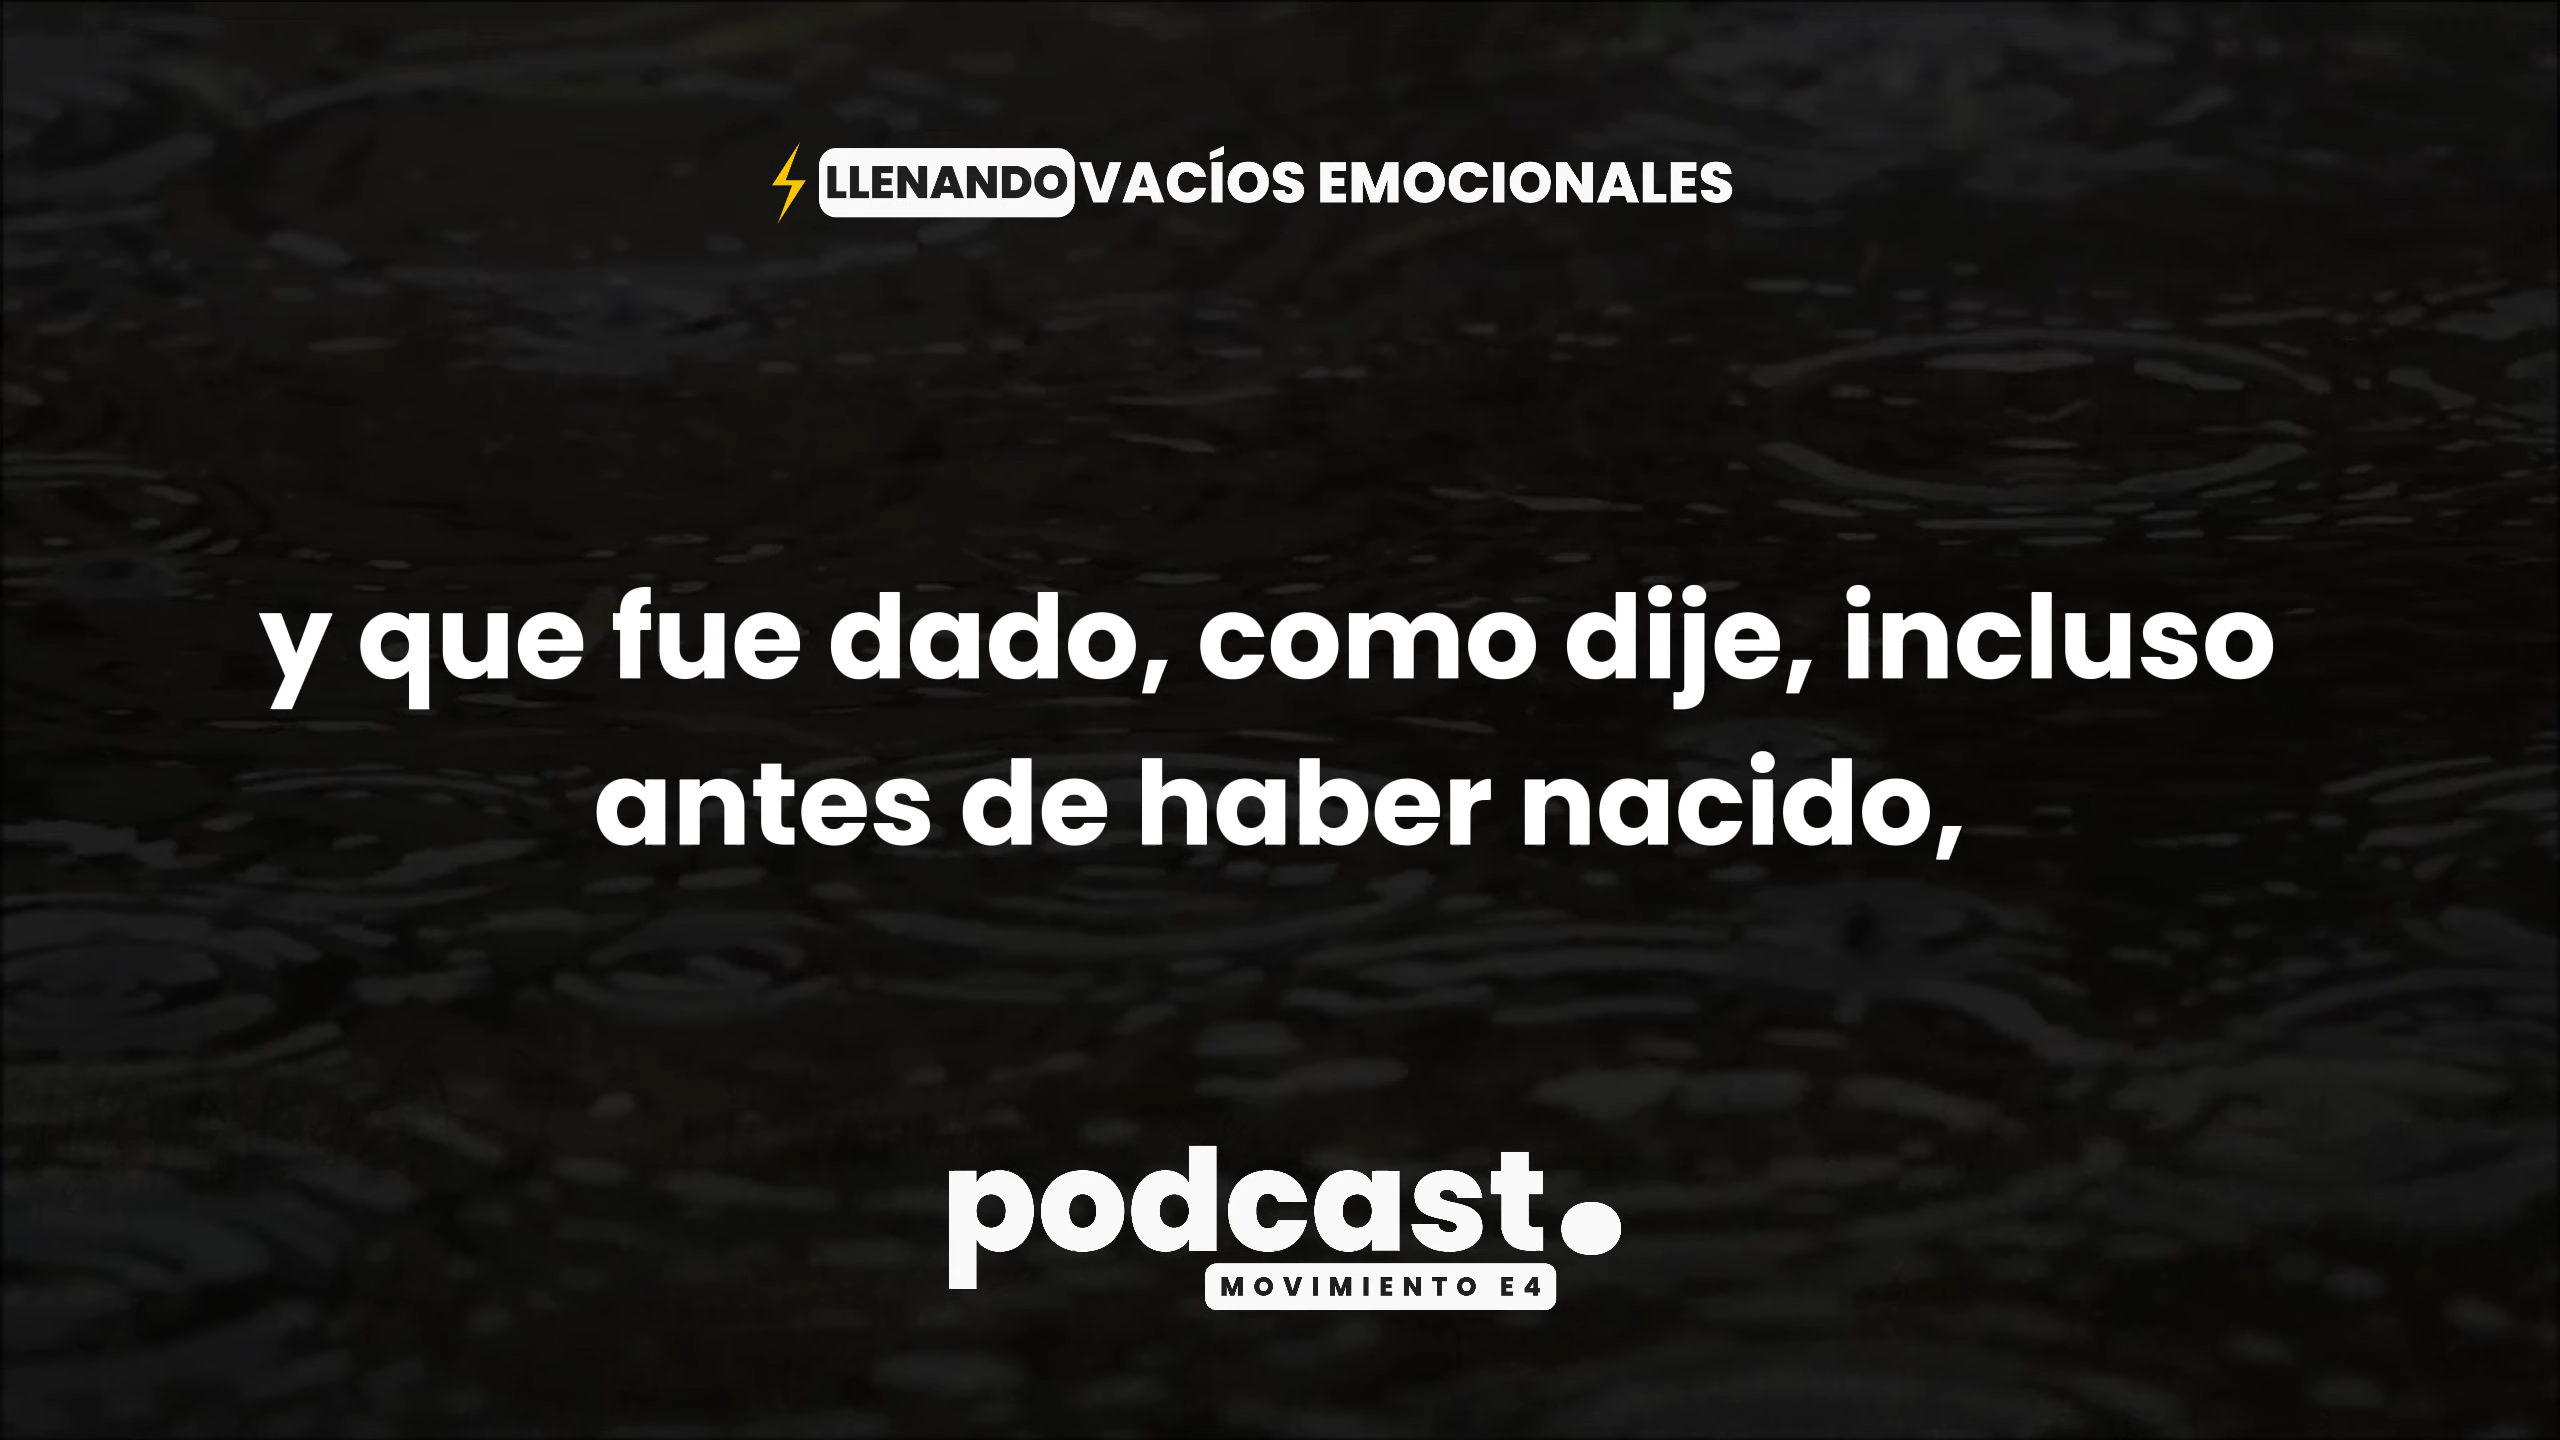 LLENANDO VACÍOS EMOCIONALES
y que fue dado, como dije, incluso
antes de haber nacido,
podcast.
MOVIMIENTO E4